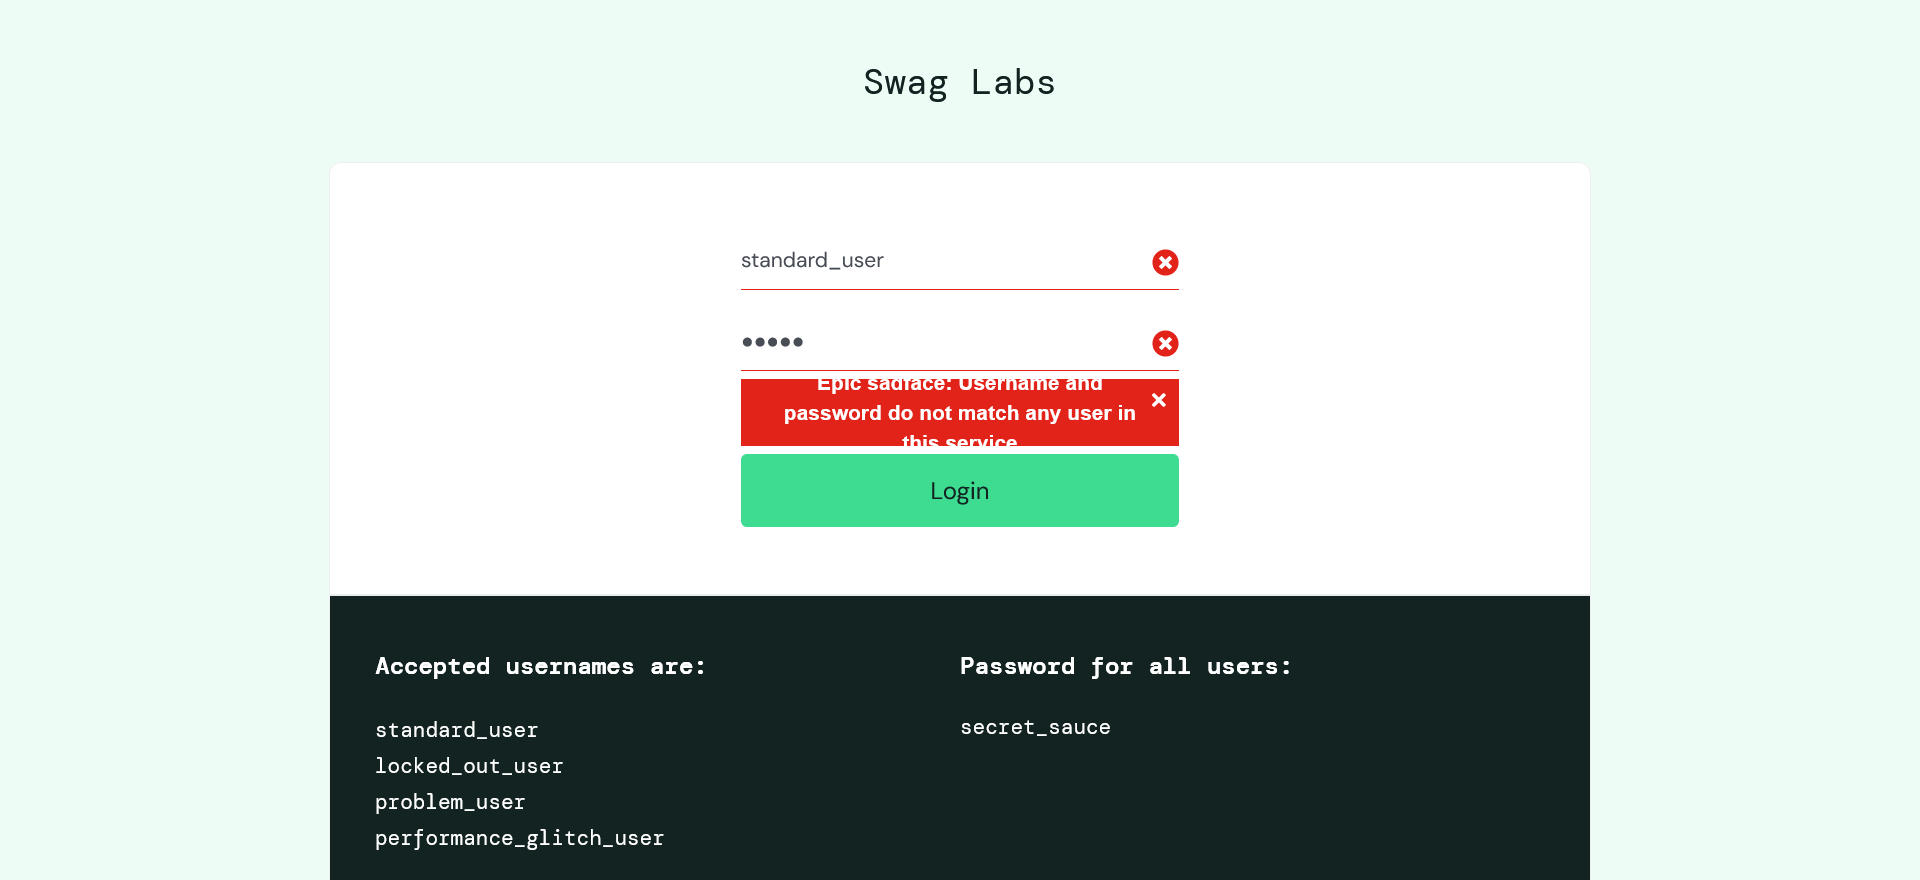 Swag Labs
standard_user
•••••
Epic sadface: Username and
password do not match any user in
this service
Login
Accepted usernames are:
Password for all users:
standard_user
secret_sauce
locked_out_user
problem_user
performance_glitch_user